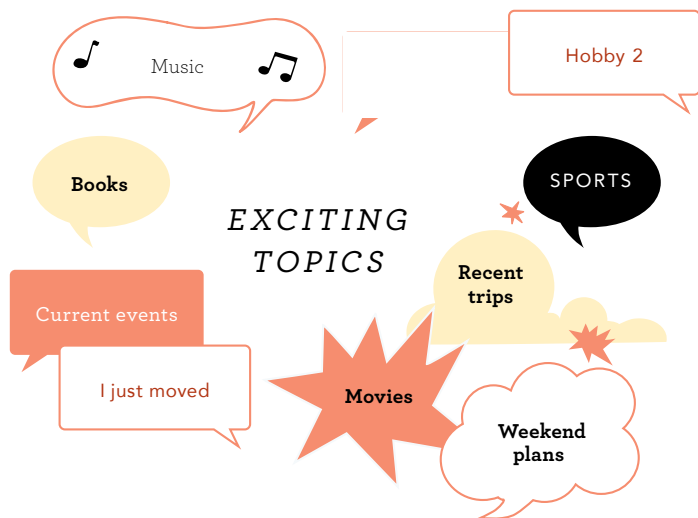 Music
Hobby 2
Books
SPORTS
EXCITING
TOPICS
Recent
trips
Current events
I just moved
Movies
Weekend
plans